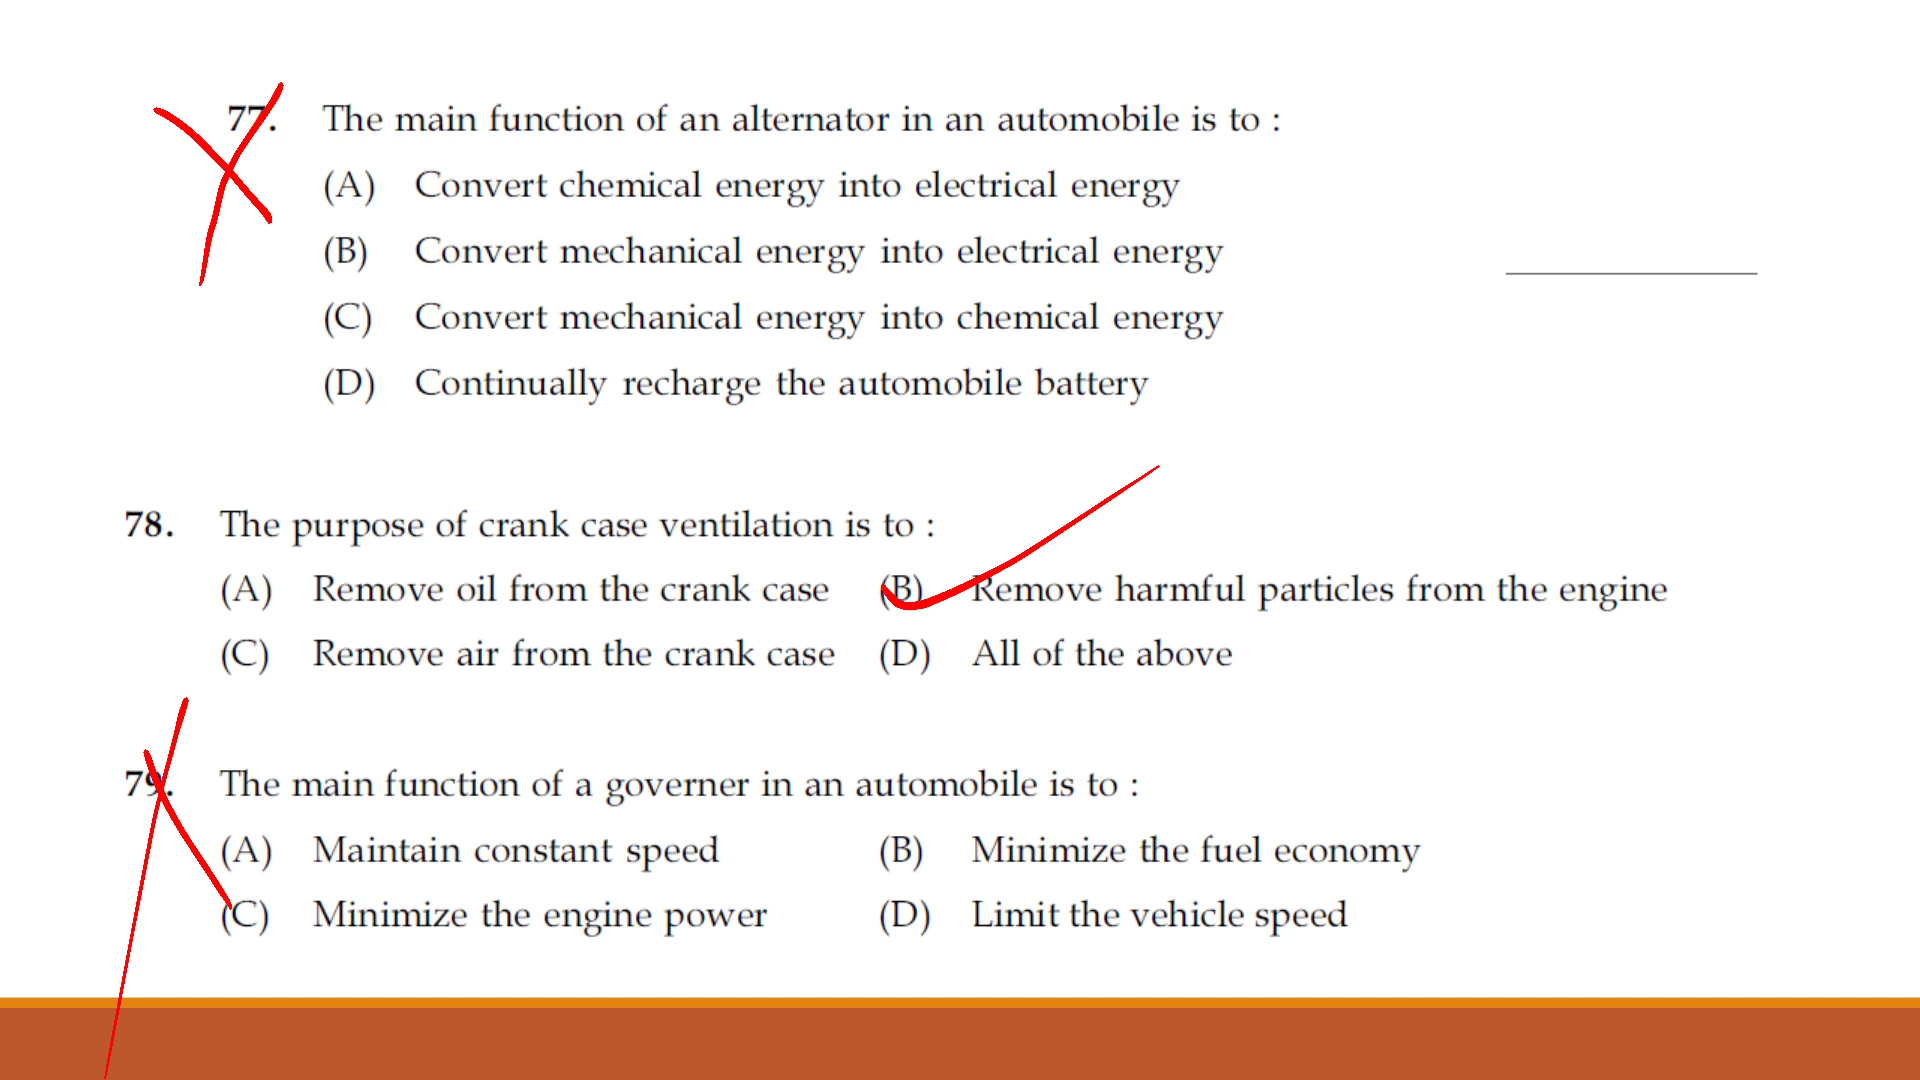 77. The main function of an alternator in an automobile is to :
(A) Convert chemical energy into electrical energy
(B) Convert mechanical energy into electrical energy
(C) Convert mechanical energy into chemical energy
(D) Continually recharge the automobile battery
78. The purpose of crank case ventilation is to :
(A) Remove oil from the crank case (B) Remove harmful particles from the engine
(C) Remove air from the crank case (D) All of the above
79. The main function of a governer in an automobile is to :
(A) Maintain constant speed (B) Minimize the fuel economy
(C) Minimize the engine power (D) Limit the vehicle speed